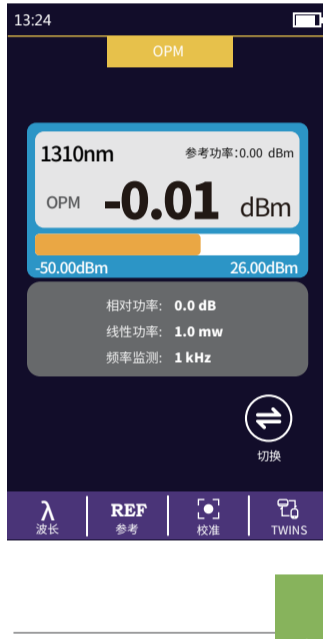 13:24
OPM
1310nm 参考功率:0.00 dBm
OPM -0.01 dBm
-50.00dBm 26.00dBm
相对功率: 0.0 dB
线性功率: 1.0 mw
频率监测: 1 kHz
切换
λ REF
波长 参考 校准 TWINS